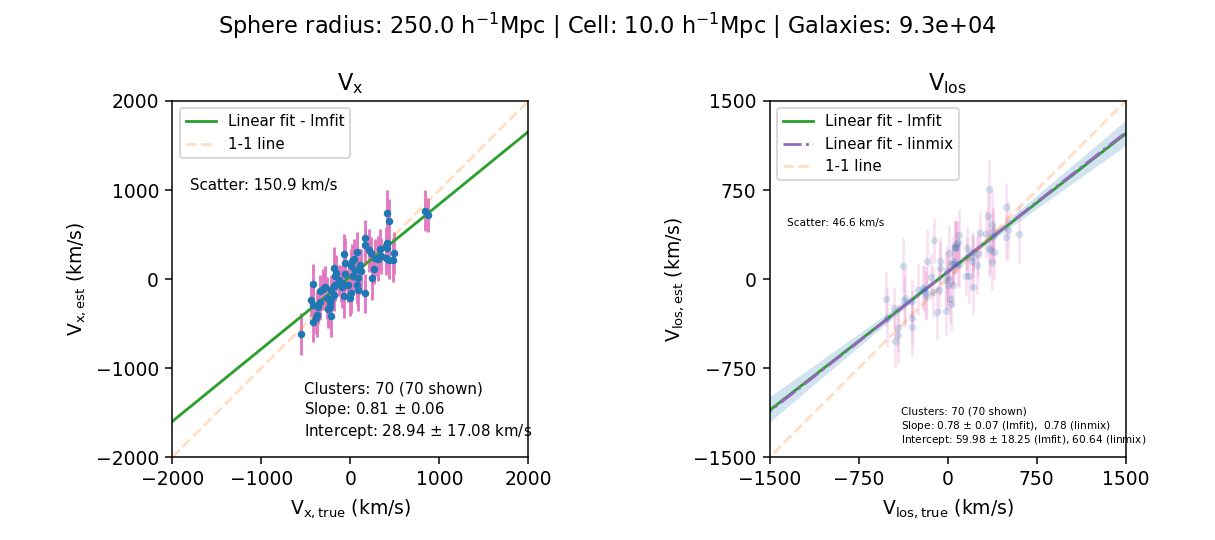 Sphere radius: 250.0 h⁻¹Mpc | Cell: 10.0 h⁻¹Mpc | Galaxies: 9.3e+04
Vₓ
2000
1000
0
−1000
−2000
−2000 −1000 0 1000 2000
Vx, est (km/s)
Vx, true (km/s)
Linear fit - lmfit
1-1 line
Scatter: 150.9 km/s
Clusters: 70 (70 shown)
Slope: 0.81 ± 0.06
Intercept: 28.94 ± 17.08 km/s
Vlos
1500
750
0
−750
−1500
−1500 −750 0 750 1500
Vlos, est (km/s)
Vlos, true (km/s)
Linear fit - lmfit
Linear fit - linmix
1-1 line
Scatter: 46.6 km/s
Clusters: 70 (70 shown)
Slope: 0.78 ± 0.07 (lmfit), 0.78 (linmix)
Intercept: 59.98 ± 18.25 (lmfit), 60.64 (linmix)